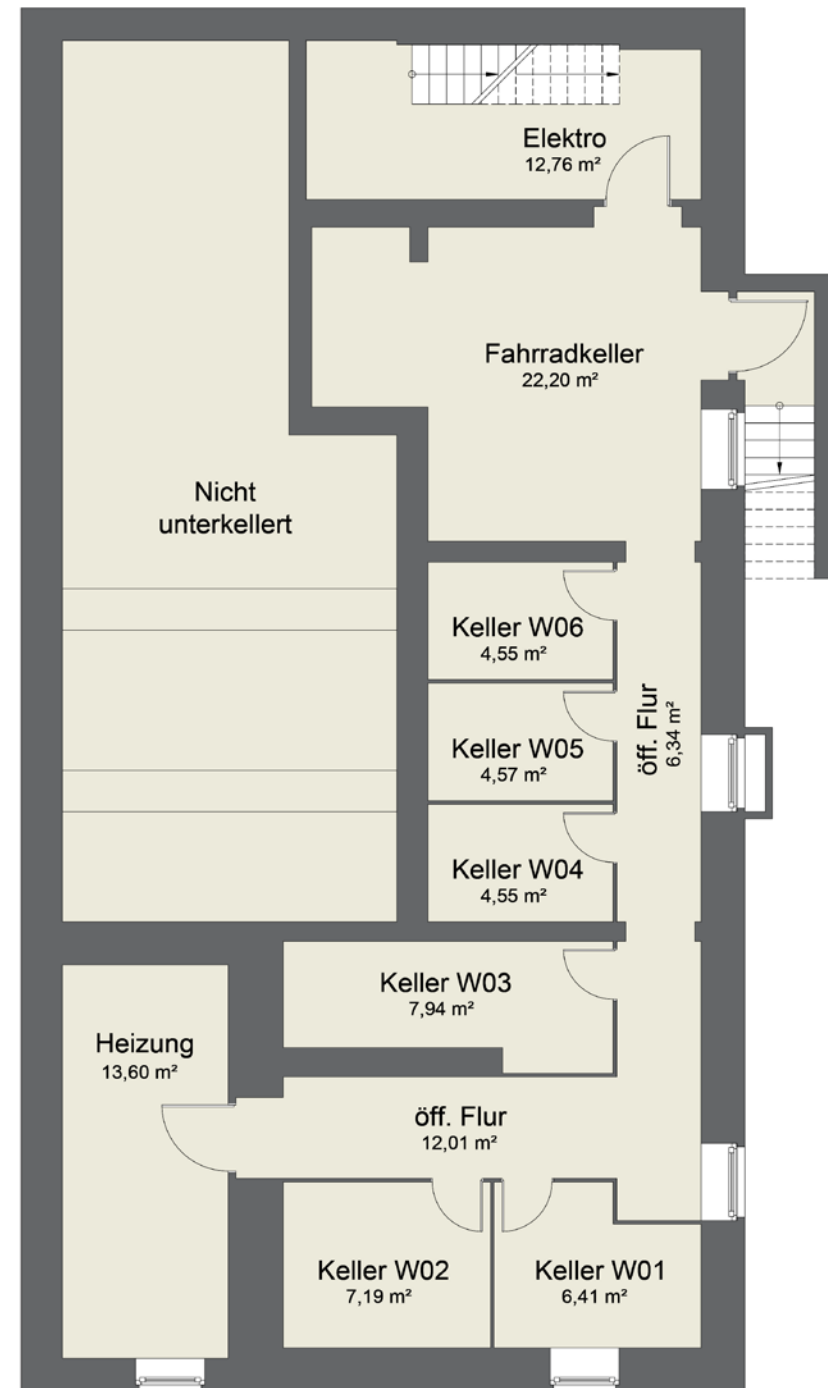 Elektro
12,76 m²
Fahrradkeller
22,20 m²
Nicht
unterkellert
Keller W06
4,55 m²
öff. Flur
6,34 m²
Keller W05
4,57 m²
Keller W04
4,55 m²
Keller W03
7,94 m²
Heizung
13,60 m²
öff. Flur
12,01 m²
Keller W02
7,19 m²
Keller W01
6,41 m²